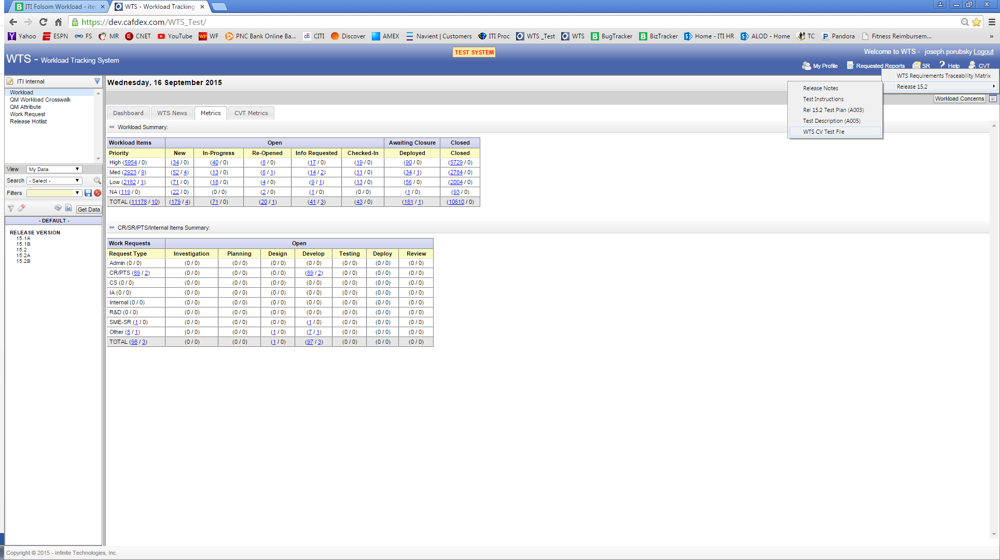 ITI Folsom Workload - ite
WTS - Workload Tracking
https://dev.cafdex.com/WTS_Test/
Yahoo ESPN FS MR CNET YouTube WF PNC Bank Online Ba... CITI Discover AMEX Navient | Customers ITI Proc WTS _Test WTS BugTracker BizTracker Home - ITI HR ALOD - Home TC Pandora Fitness Reimbursem... »
TEST SYSTEM
Welcome to WTS - joseph.porubsky Logout
WTS - Workload Tracking System
My Profile Requested Reports SR Help CVT
WTS Requirements Traceability Matrix
Release 15.2
Release Notes
Test Instructions
Rel 15.2 Test Plan (A003)
Test Description (A005)
WTS CV Test File
Workload Concerns
ITI Internal
Workload
QM Workload Crosswalk
QM Attribute
Work Request
Release Hotlist
View My Data
Search - Select -
Filters
Get Data
- DEFAULT -
RELEASE VERSION
15.1A
15.1B
15.2
15.2A
15.2B
Wednesday, 16 September 2015
Dashboard WTS News Metrics CVT Metrics
Workload Summary:
Workload Items Open Awaiting Closure Closed
Priority New In-Progress Re-Opened Info Requested Checked-In Deployed Closed
High (5954 / 0) (34 / 0) (40 / 0) (8 / 0) (17 / 0) (19 / 0) (90 / 0) (5729 / 0)
Med (2923 / 9) (52 / 4) (13 / 0) (6 / 1) (14 / 2) (11 / 0) (34 / 1) (2784 / 0)
Low (2182 / 1) (71 / 0) (18 / 0) (4 / 0) (9 / 1) (13 / 0) (56 / 0) (2004 / 0)
NA (119 / 0) (22 / 0) (0 / 0) (2 / 0) (1 / 0) (0 / 0) (1 / 0) (93 / 0)
TOTAL (11178 / 10) (179 / 4) (71 / 0) (20 / 1) (41 / 3) (43 / 0) (181 / 1) (10610 / 0)
CR/SR/PTS/Internal Items Summary:
Work Requests Open
Request Type Investigation Planning Design Develop Testing Deploy Review
Admin (0 / 0) (0 / 0) (0 / 0) (0 / 0) (0 / 0) (0 / 0) (0 / 0) (0 / 0)
CR/PTS (89 / 2) (0 / 0) (0 / 0) (0 / 0) (89 / 2) (0 / 0) (0 / 0) (0 / 0)
CS (0 / 0) (0 / 0) (0 / 0) (0 / 0) (0 / 0) (0 / 0) (0 / 0) (0 / 0)
IA (0 / 0) (0 / 0) (0 / 0) (0 / 0) (0 / 0) (0 / 0) (0 / 0) (0 / 0)
Internal (0 / 0) (0 / 0) (0 / 0) (0 / 0) (0 / 0) (0 / 0) (0 / 0) (0 / 0)
R&D (0 / 0) (0 / 0) (0 / 0) (0 / 0) (0 / 0) (0 / 0) (0 / 0) (0 / 0)
SME-SR (1 / 0) (0 / 0) (0 / 0) (0 / 0) (1 / 0) (0 / 0) (0 / 0) (0 / 0)
Other (8 / 1) (0 / 0) (0 / 0) (1 / 0) (7 / 1) (0 / 0) (0 / 0) (0 / 0)
TOTAL (98 / 3) (0 / 0) (0 / 0) (1 / 0) (97 / 3) (0 / 0) (0 / 0) (0 / 0)
Copyright © 2015 - Infinite Technologies, Inc.